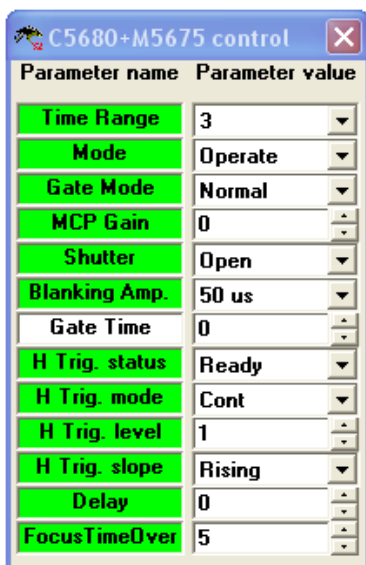 C5680+M5675 control
Parameter name Parameter value
Time Range 3
Mode Operate
Gate Mode Normal
MCP Gain 0
Shutter Open
Blanking Amp. 50 us
Gate Time 0
H Trig. status Ready
H Trig. mode Cont
H Trig. level 1
H Trig. slope Rising
Delay 0
FocusTimeOver 5